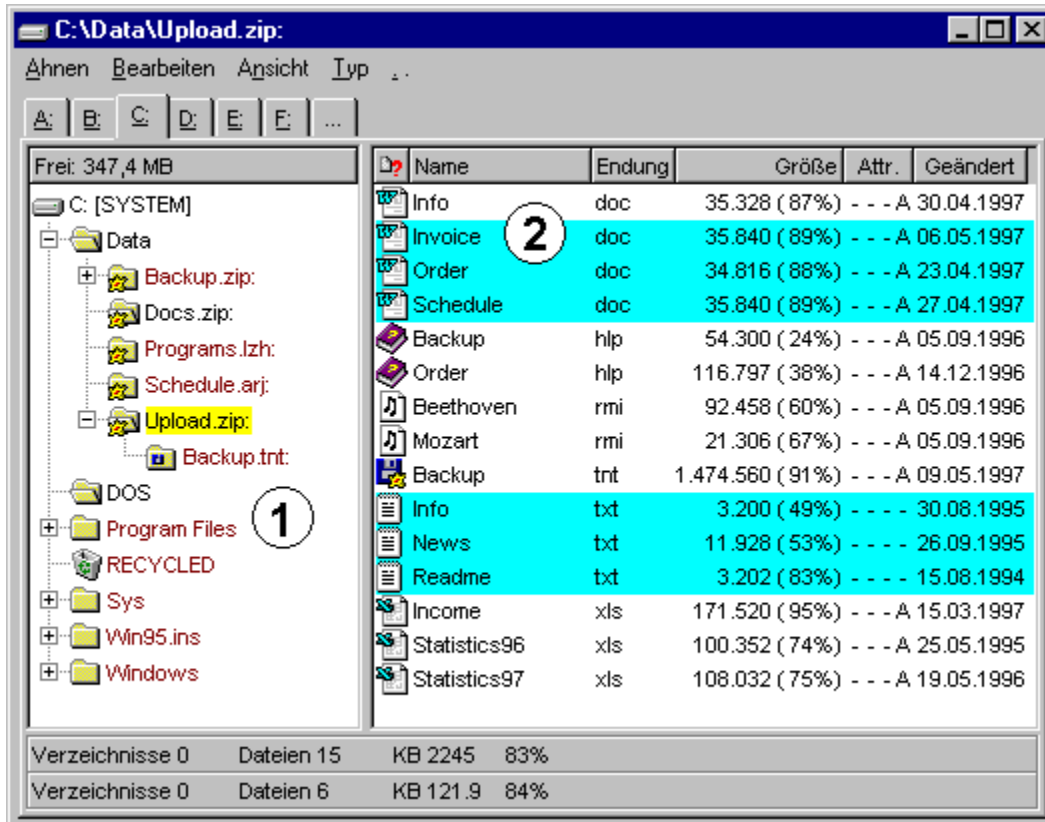 C:\Data\Upload.zip:
Ahnen Bearbeiten Ansicht Typ . .
A: B: C: D: E: F: ...
Frei: 347,4 MB
C: [SYSTEM]
Data
Backup.zip:
Docs.zip:
Programs.lzh:
Schedule.arj:
Upload.zip:
Backup.tnt:
DOS
Program Files
RECYCLED
Sys
Win95.ins
Windows
1
Name Endung Größe Attr. Geändert
Info doc 35.328 ( 87%) - - - A 30.04.1997
Invoice doc 35.840 ( 89%) - - - A 06.05.1997
2
Order doc 34.816 ( 88%) - - - A 23.04.1997
Schedule doc 35.840 ( 89%) - - - A 27.04.1997
Backup hlp 54.300 ( 24%) - - - A 05.09.1996
Order hlp 116.797 ( 38%) - - - A 14.12.1996
Beethoven rmi 92.458 ( 60%) - - - A 05.09.1996
Mozart rmi 21.306 ( 67%) - - - A 05.09.1996
Backup tnt 1.474.560 ( 91%) - - - A 09.05.1997
Info txt 3.200 ( 49%) - - - - 30.08.1995
News txt 11.928 ( 53%) - - - - 26.09.1995
Readme txt 3.202 ( 83%) - - - - 15.08.1994
Income xls 171.520 ( 95%) - - - A 15.03.1997
Statistics96 xls 100.352 ( 74%) - - - A 25.05.1995
Statistics97 xls 108.032 ( 75%) - - - A 19.05.1996
Verzeichnisse 0 Dateien 15 KB 2245 83%
Verzeichnisse 0 Dateien 6 KB 121.9 84%